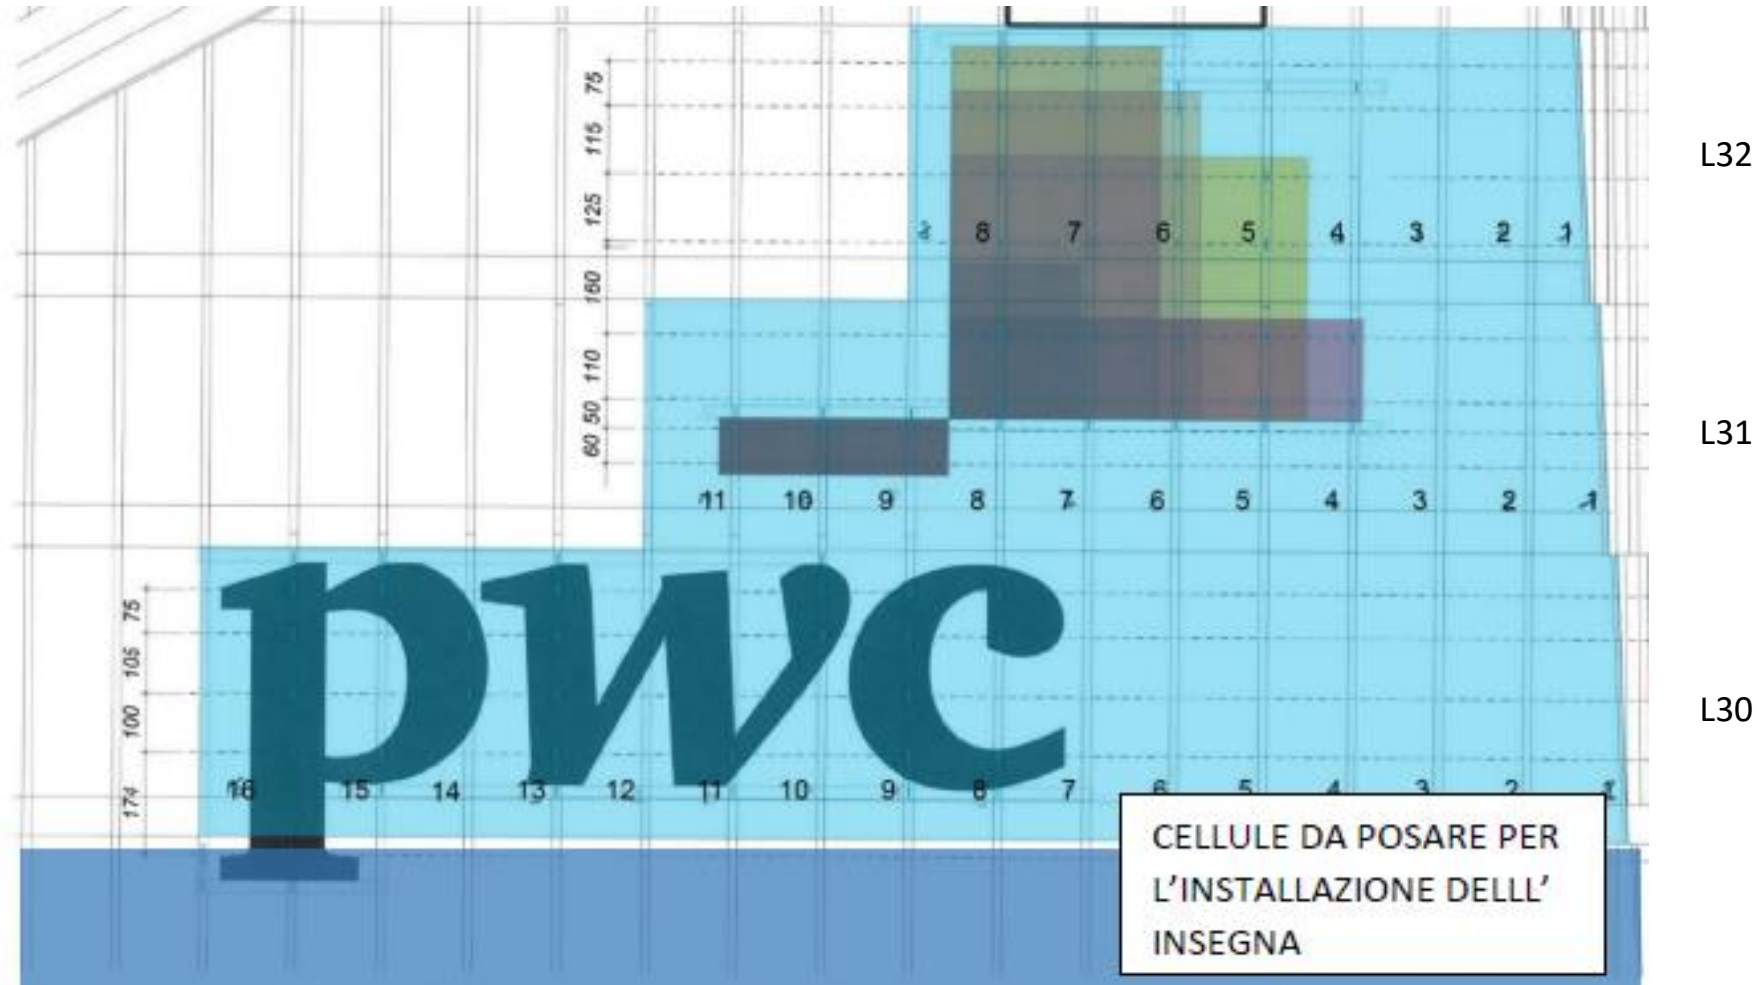 75
115
L32
125
8 7 6 5 4 3 2 1
160
110
L31
50
60
11 10 9 8 7 6 5 4 3 2 1
pwc
75
105
100
L30
174
16 15 14 13 12 11 10 9 8 7 6 5 4 3 2 1
CELLULE DA POSARE PER
L’INSTALLAZIONE DELLL’
INSEGNA